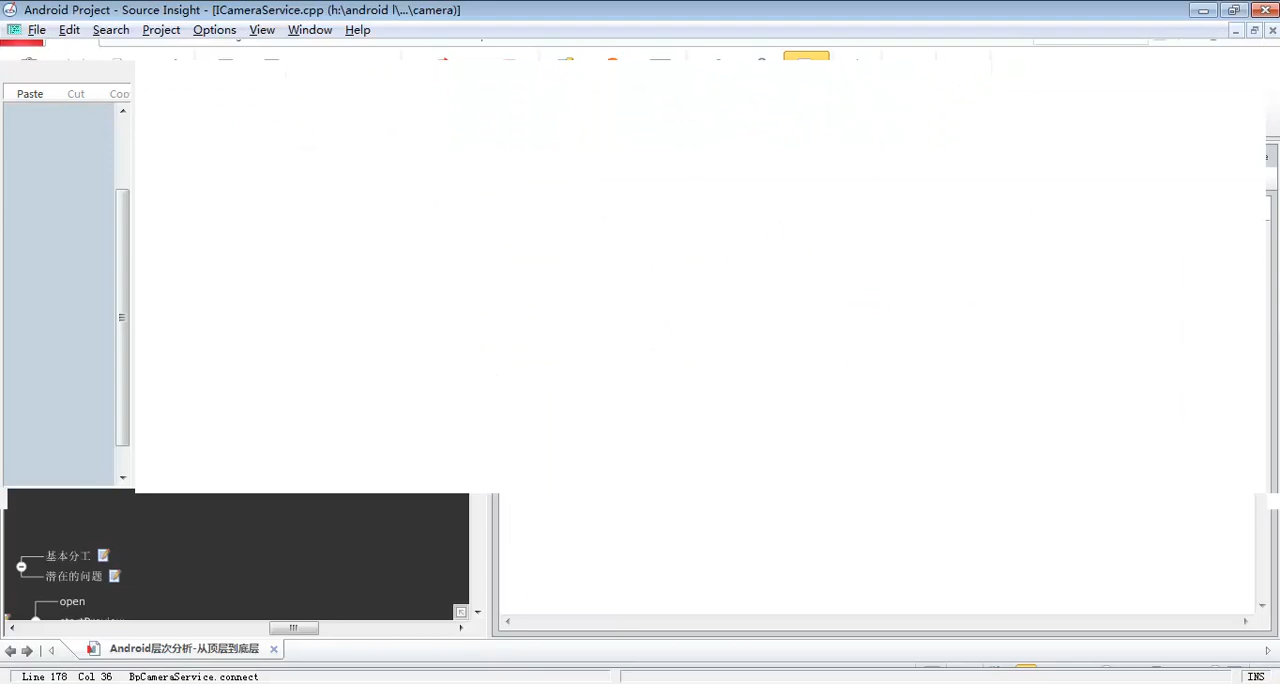 Android Project - Source Insight - [ICameraService.cpp (h:\android l\...\camera)]
File Edit Search Project Options View Window Help
Paste Cut Cop
基本分工
潜在的问题
open
startPreview
Android层次分析-从顶层到底层
Line 178 Col 36 BpCameraService.connect INS